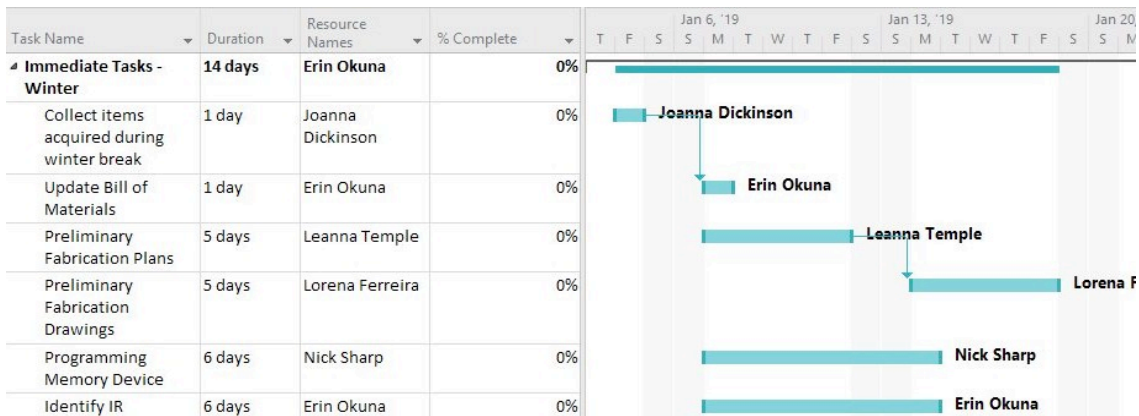 Jan 6, '19 Jan 13, '19 Jan 20,
Task Name Duration Resource Names % Complete T F S S M T W T F S S M T W T F S S M
Immediate Tasks - 14 days Erin Okuna 0%
Winter
Collect items 1 day Joanna 0% Joanna Dickinson
acquired during Dickinson
winter break
Update Bill of 1 day Erin Okuna 0% Erin Okuna
Materials
Preliminary 5 days Leanna Temple 0% Leanna Temple
Fabrication Plans
Preliminary 5 days Lorena Ferreira 0% Lorena F
Fabrication
Drawings
Programming 6 days Nick Sharp 0% Nick Sharp
Memory Device
Identify IR 6 days Erin Okuna 0% Erin Okuna